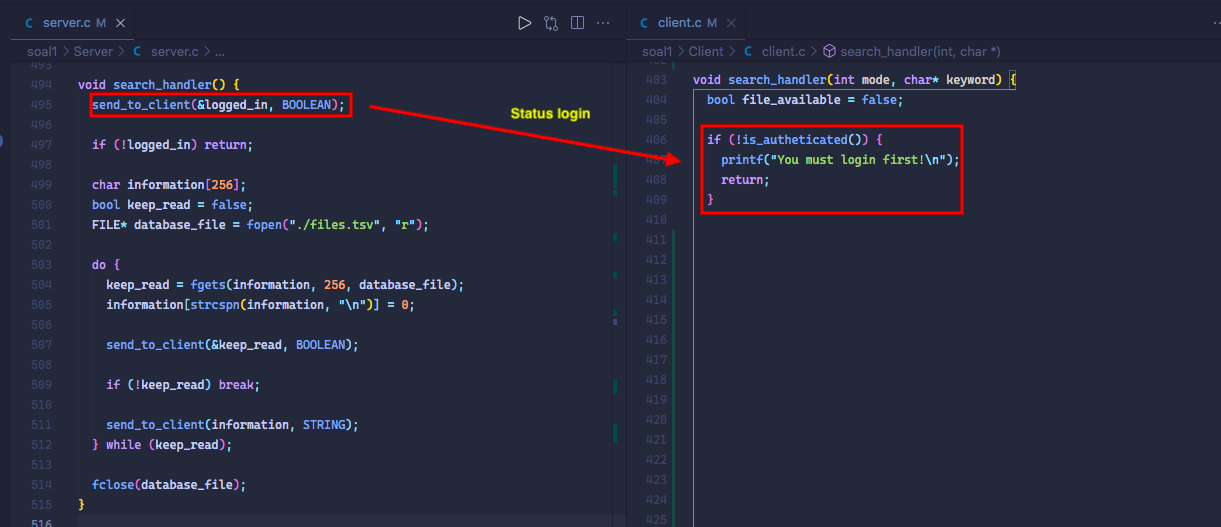 C server.c M ×
soal1 > Server > C server.c > ...
493
494 void search_handler() {
495 send_to_client(&logged_in, BOOLEAN);
496
497 if (!logged_in) return;
498
499 char information[256];
500 bool keep_read = false;
501 FILE* database_file = fopen("./files.tsv", "r");
502
503 do {
504 keep_read = fgets(information, 256, database_file);
505 information[strcspn(information, "\n")] = 0;
506
507 send_to_client(&keep_read, BOOLEAN);
508
509 if (!keep_read) break;
510
511 send_to_client(information, STRING);
512 } while (keep_read);
513
514 fclose(database_file);
515 }
516
Status login
C client.c M ×
soal1 > Client > C client.c > search_handler(int, char *)
402
403 void search_handler(int mode, char* keyword) {
404 bool file_available = false;
405
406 if (!is_autheticated()) {
407 printf("You must login first!\n");
408 return;
409 }
410
411
412
413
414
415
416
417
418
419
420
421
422
423
424
425